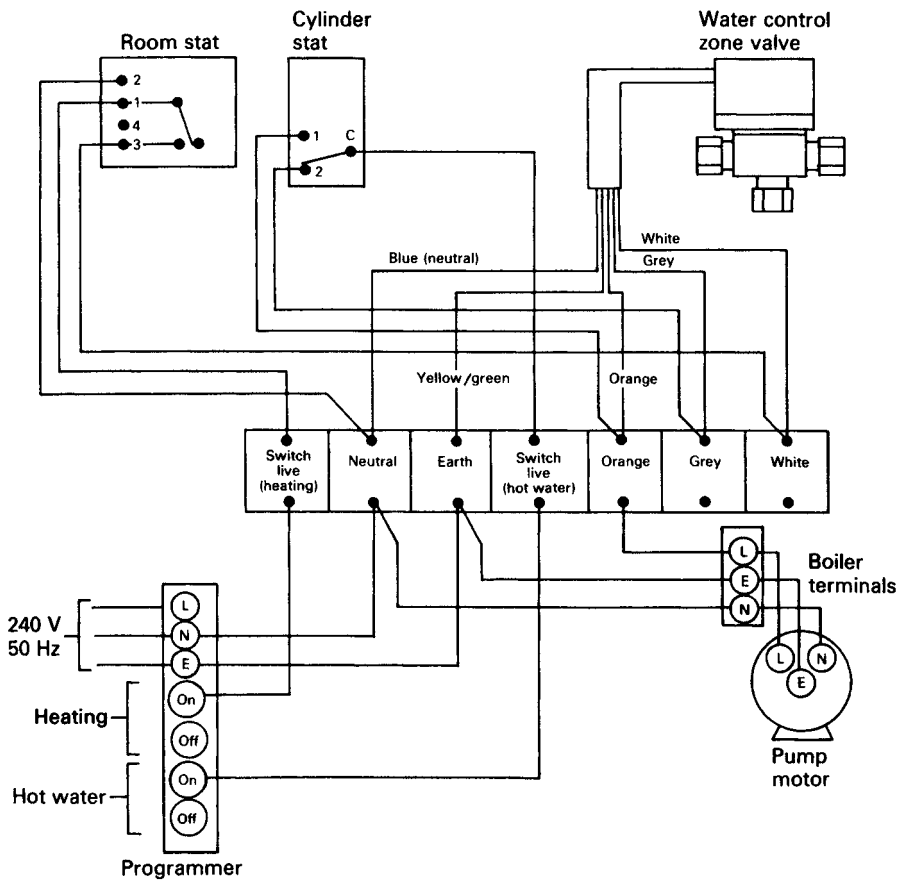 Cylinder
stat
Water control
zone valve
Room stat
2
1
4
3
1
C
2
White
Blue (neutral)
Grey
Yellow/green
Orange
Switch
live
(heating)
Neutral
Earth
Switch
live
(hot water)
Orange
Grey
White
L
E
N
Boiler
terminals
240 V
50 Hz
L
N
E
L
N
E
Heating
On
Off
Hot water
On
Off
Pump
motor
Programmer